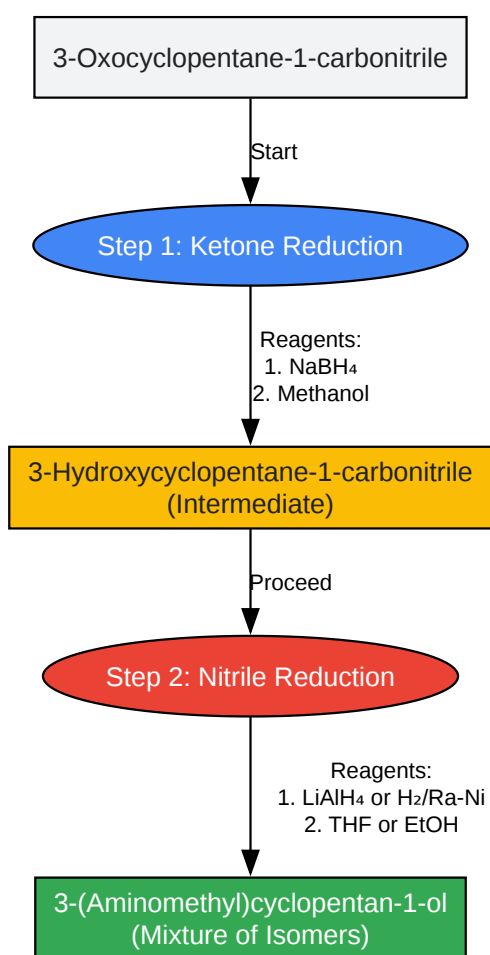 3-Oxocyclopentane-1-carbonitrile
Start
Step 1: Ketone Reduction
Reagents:
1. NaBH₄
2. Methanol
3-Hydroxycyclopentane-1-carbonitrile
(Intermediate)
Proceed
Step 2: Nitrile Reduction
Reagents:
1. LiAlH₄ or H₂/Ra-Ni
2. THF or EtOH
3-(Aminomethyl)cyclopentan-1-ol
(Mixture of Isomers)